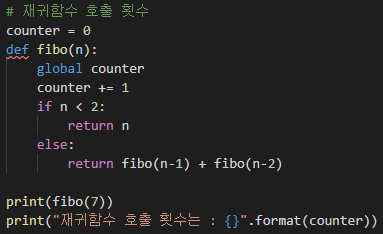 # 재귀함수 호출 횟수
counter = 0
def fibo(n):
    global counter
    counter += 1
    if n < 2:
        return n
    else:
        return fibo(n-1) + fibo(n-2)

print(fibo(7))
print("재귀함수 호출 횟수는 : {}".format(counter))